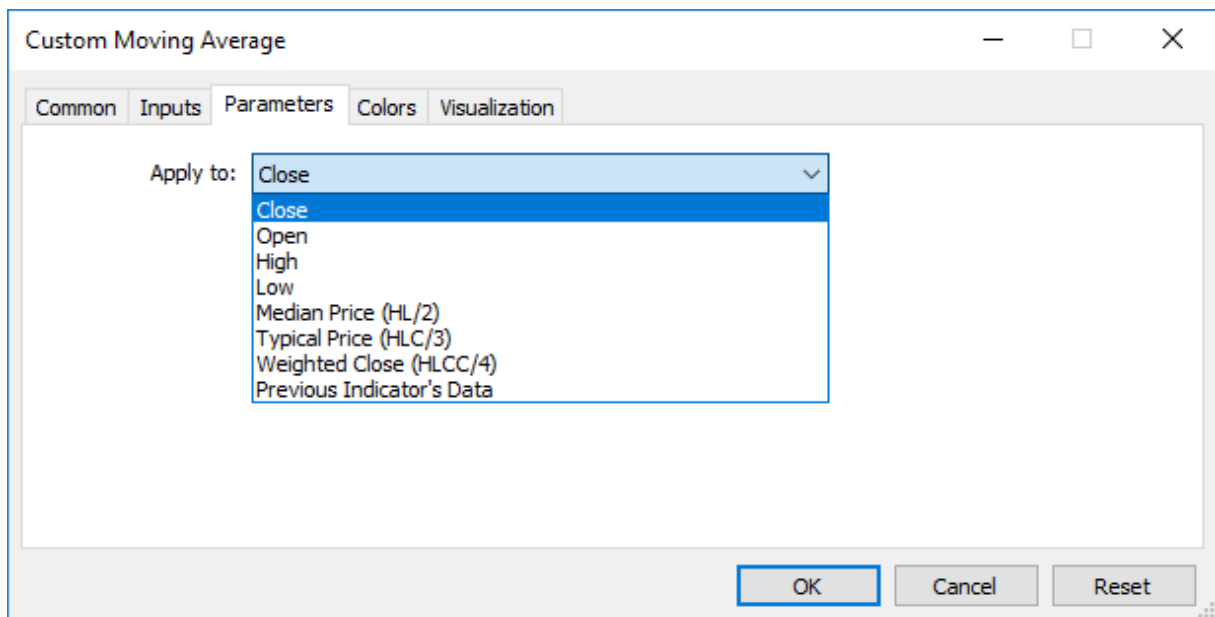 Custom Moving Average
Common Inputs Parameters Colors Visualization
Apply to: Close
Close
Open
High
Low
Median Price (HL/2)
Typical Price (HLC/3)
Weighted Close (HLCC/4)
Previous Indicator's Data
OK Cancel Reset